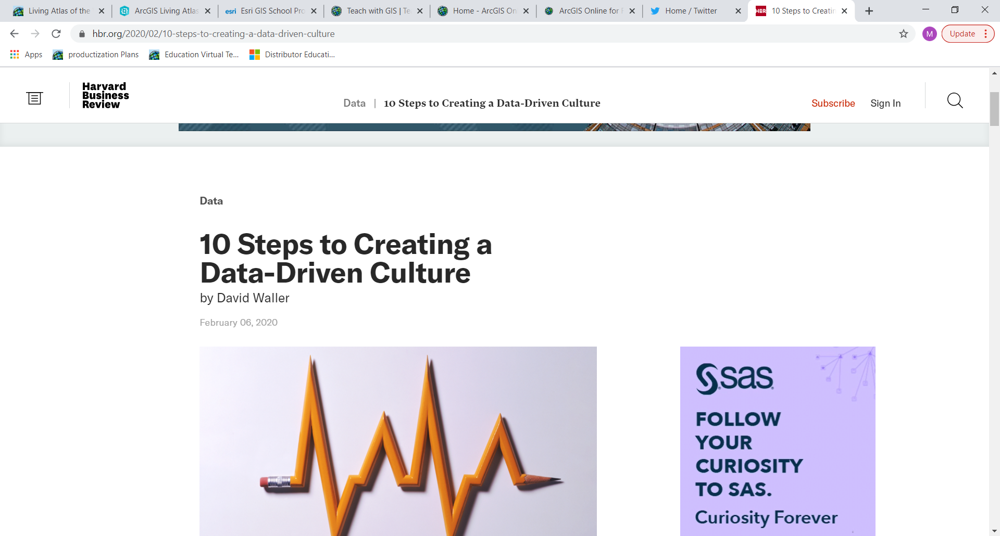 Living Atlas of the
ArcGIS Living Atlas
esri Esri GIS School Pro
Teach with GIS | Te
Home - ArcGIS On
ArcGIS Online for
Home / Twitter
HBR 10 Steps to Creatin
hbr.org/2020/02/10-steps-to-creating-a-data-driven-culture
M
Update
Apps
productization Plans
Education Virtual Te...
Distributor Educati...
Harvard
Business
Review
Data | 10 Steps to Creating a Data-Driven Culture
Subscribe
Sign In
Data
10 Steps to Creating a
Data-Driven Culture
by David Waller
February 06, 2020
sas
FOLLOW
YOUR
CURIOSITY
TO SAS.
Curiosity Forever